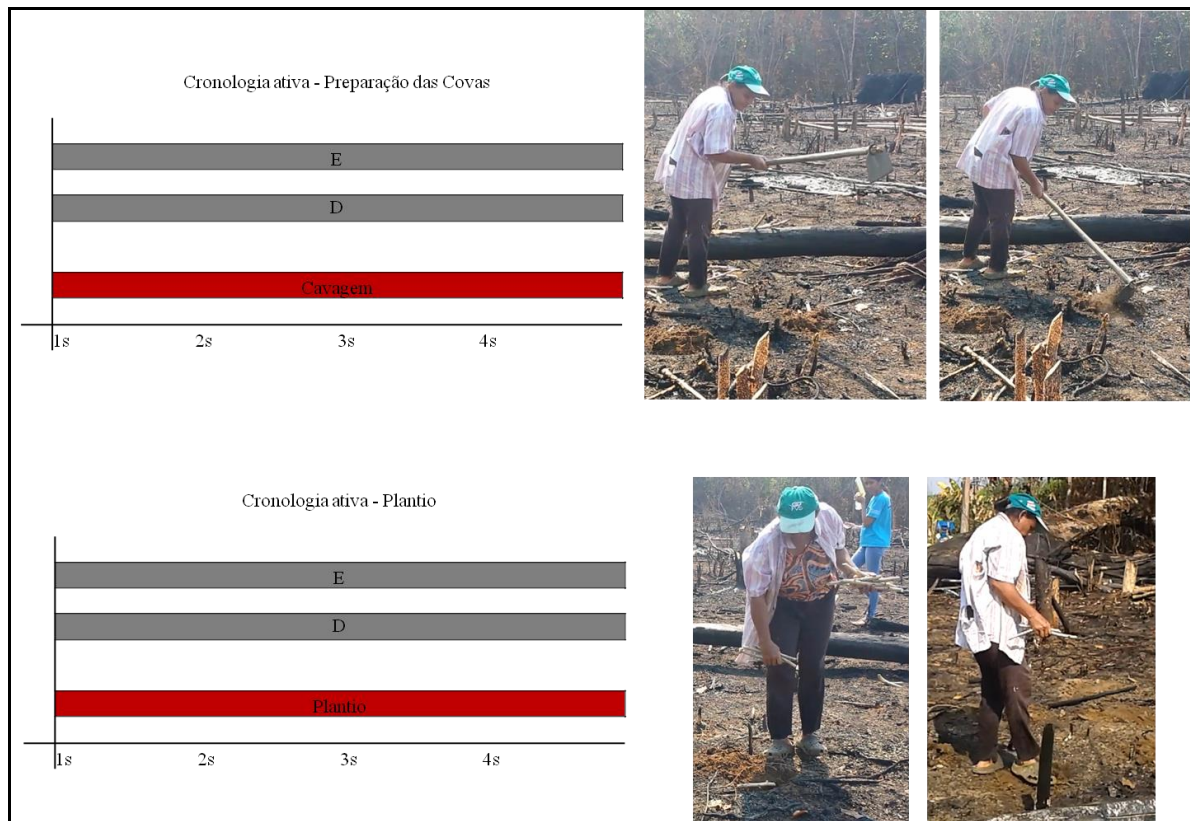 Cronologia ativa - Preparação das Covas
E
D
Cavagem
1s 2s 3s 4s
Cronologia ativa - Plantio
E
D
Plantio
1s 2s 3s 4s